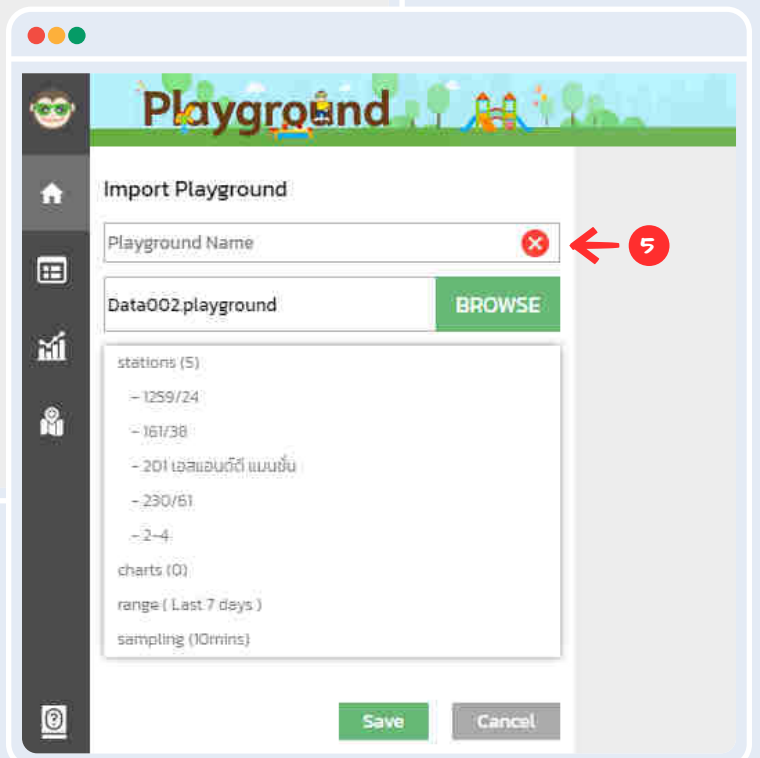 Playground
Import Playground
Playground Name
5
Data002.playground
BROWSE
stations (5)
- 1259/24
- 161/38
- 201 เอสแอนด์ดี แมนชั่น
- 230/61
- 2-4
charts (0)
range ( Last 7 days )
sampling (10mins)
Save
Cancel